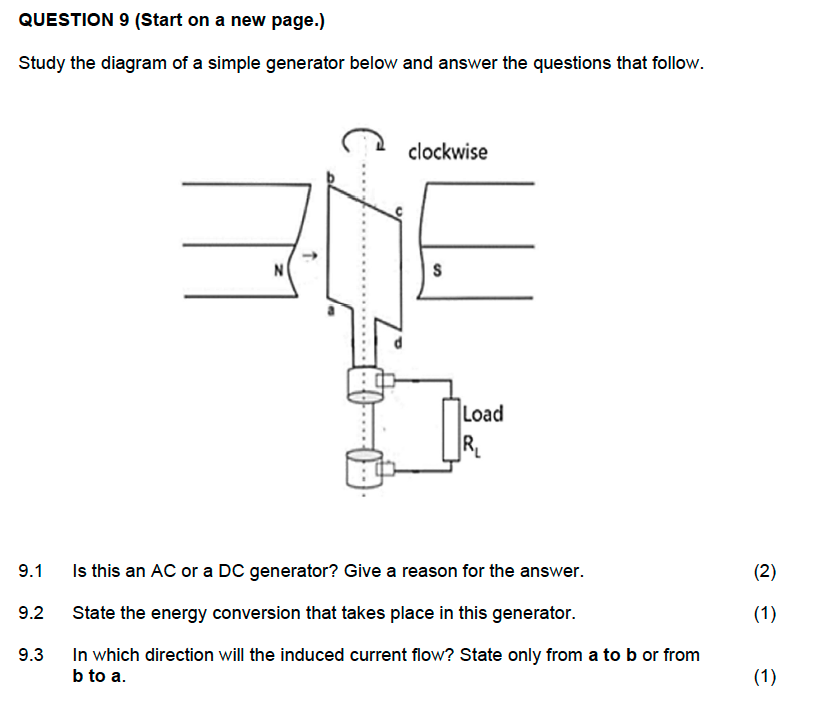 QUESTION 9 (Start on a new page.)
Study the diagram of a simple generator below and answer the questions that follow.
clockwise
b
c
N
S
a
d
Load
R_L
9.1 Is this an AC or a DC generator? Give a reason for the answer. (2)
9.2 State the energy conversion that takes place in this generator. (1)
9.3 In which direction will the induced current flow? State only from a to b or from
b to a. (1)